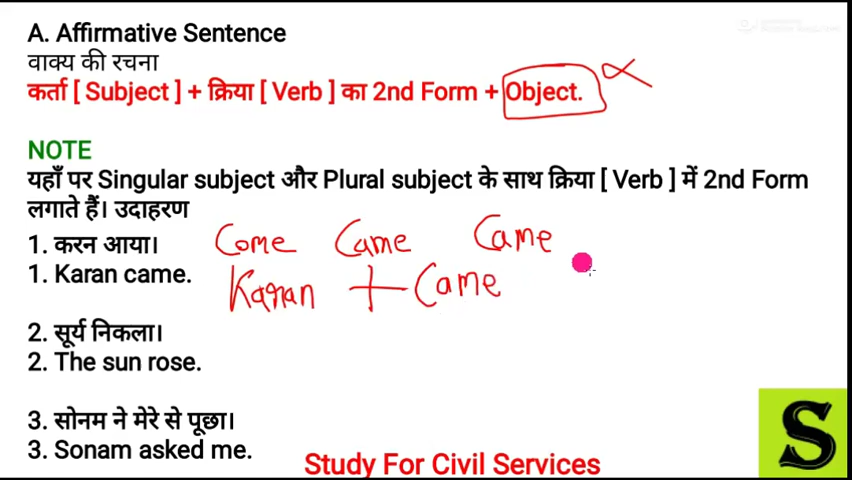 A. Affirmative Sentence
वाक्य की रचना
कर्ता [ Subject ] + क्रिया [ Verb ] का 2nd Form + Object.
NOTE
यहाँ पर Singular subject और Plural subject के साथ क्रिया [ Verb ] में 2nd Form
लगाते हैं। उदाहरण
1. करन आया।
Come Came Came
1. Karan came.
Karan + Came
2. सूर्य निकला।
2. The sun rose.
3. सोनम ने मेरे से पूछा।
3. Sonam asked me.
Study For Civil Services
S